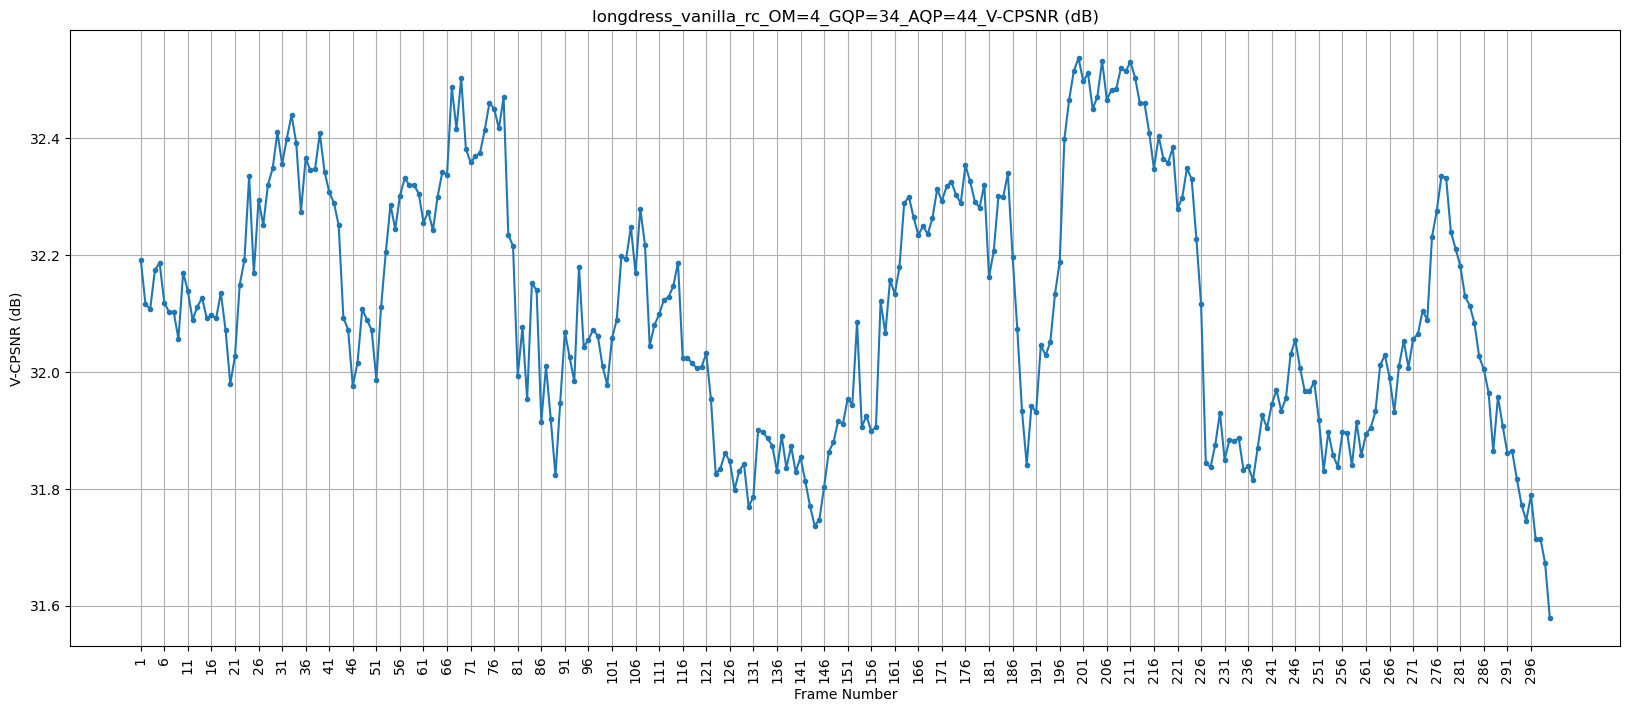 longdress_vanilla_rc_OM=4_GQP=34_AQP=44_V-CPSNR (dB)
V-CPSNR (dB)
32.4
32.2
32.0
31.8
31.6
1 6 11 16 21 26 31 36 41 46 51 56 61 66 71 76 81 86 91 96 101 106 111 116 121 126 131 136 141 146 151 156 161 166 171 176 181 186 191 196 201 206 211 216 221 226 231 236 241 246 251 256 261 266 271 276 281 286 291 296
Frame Number